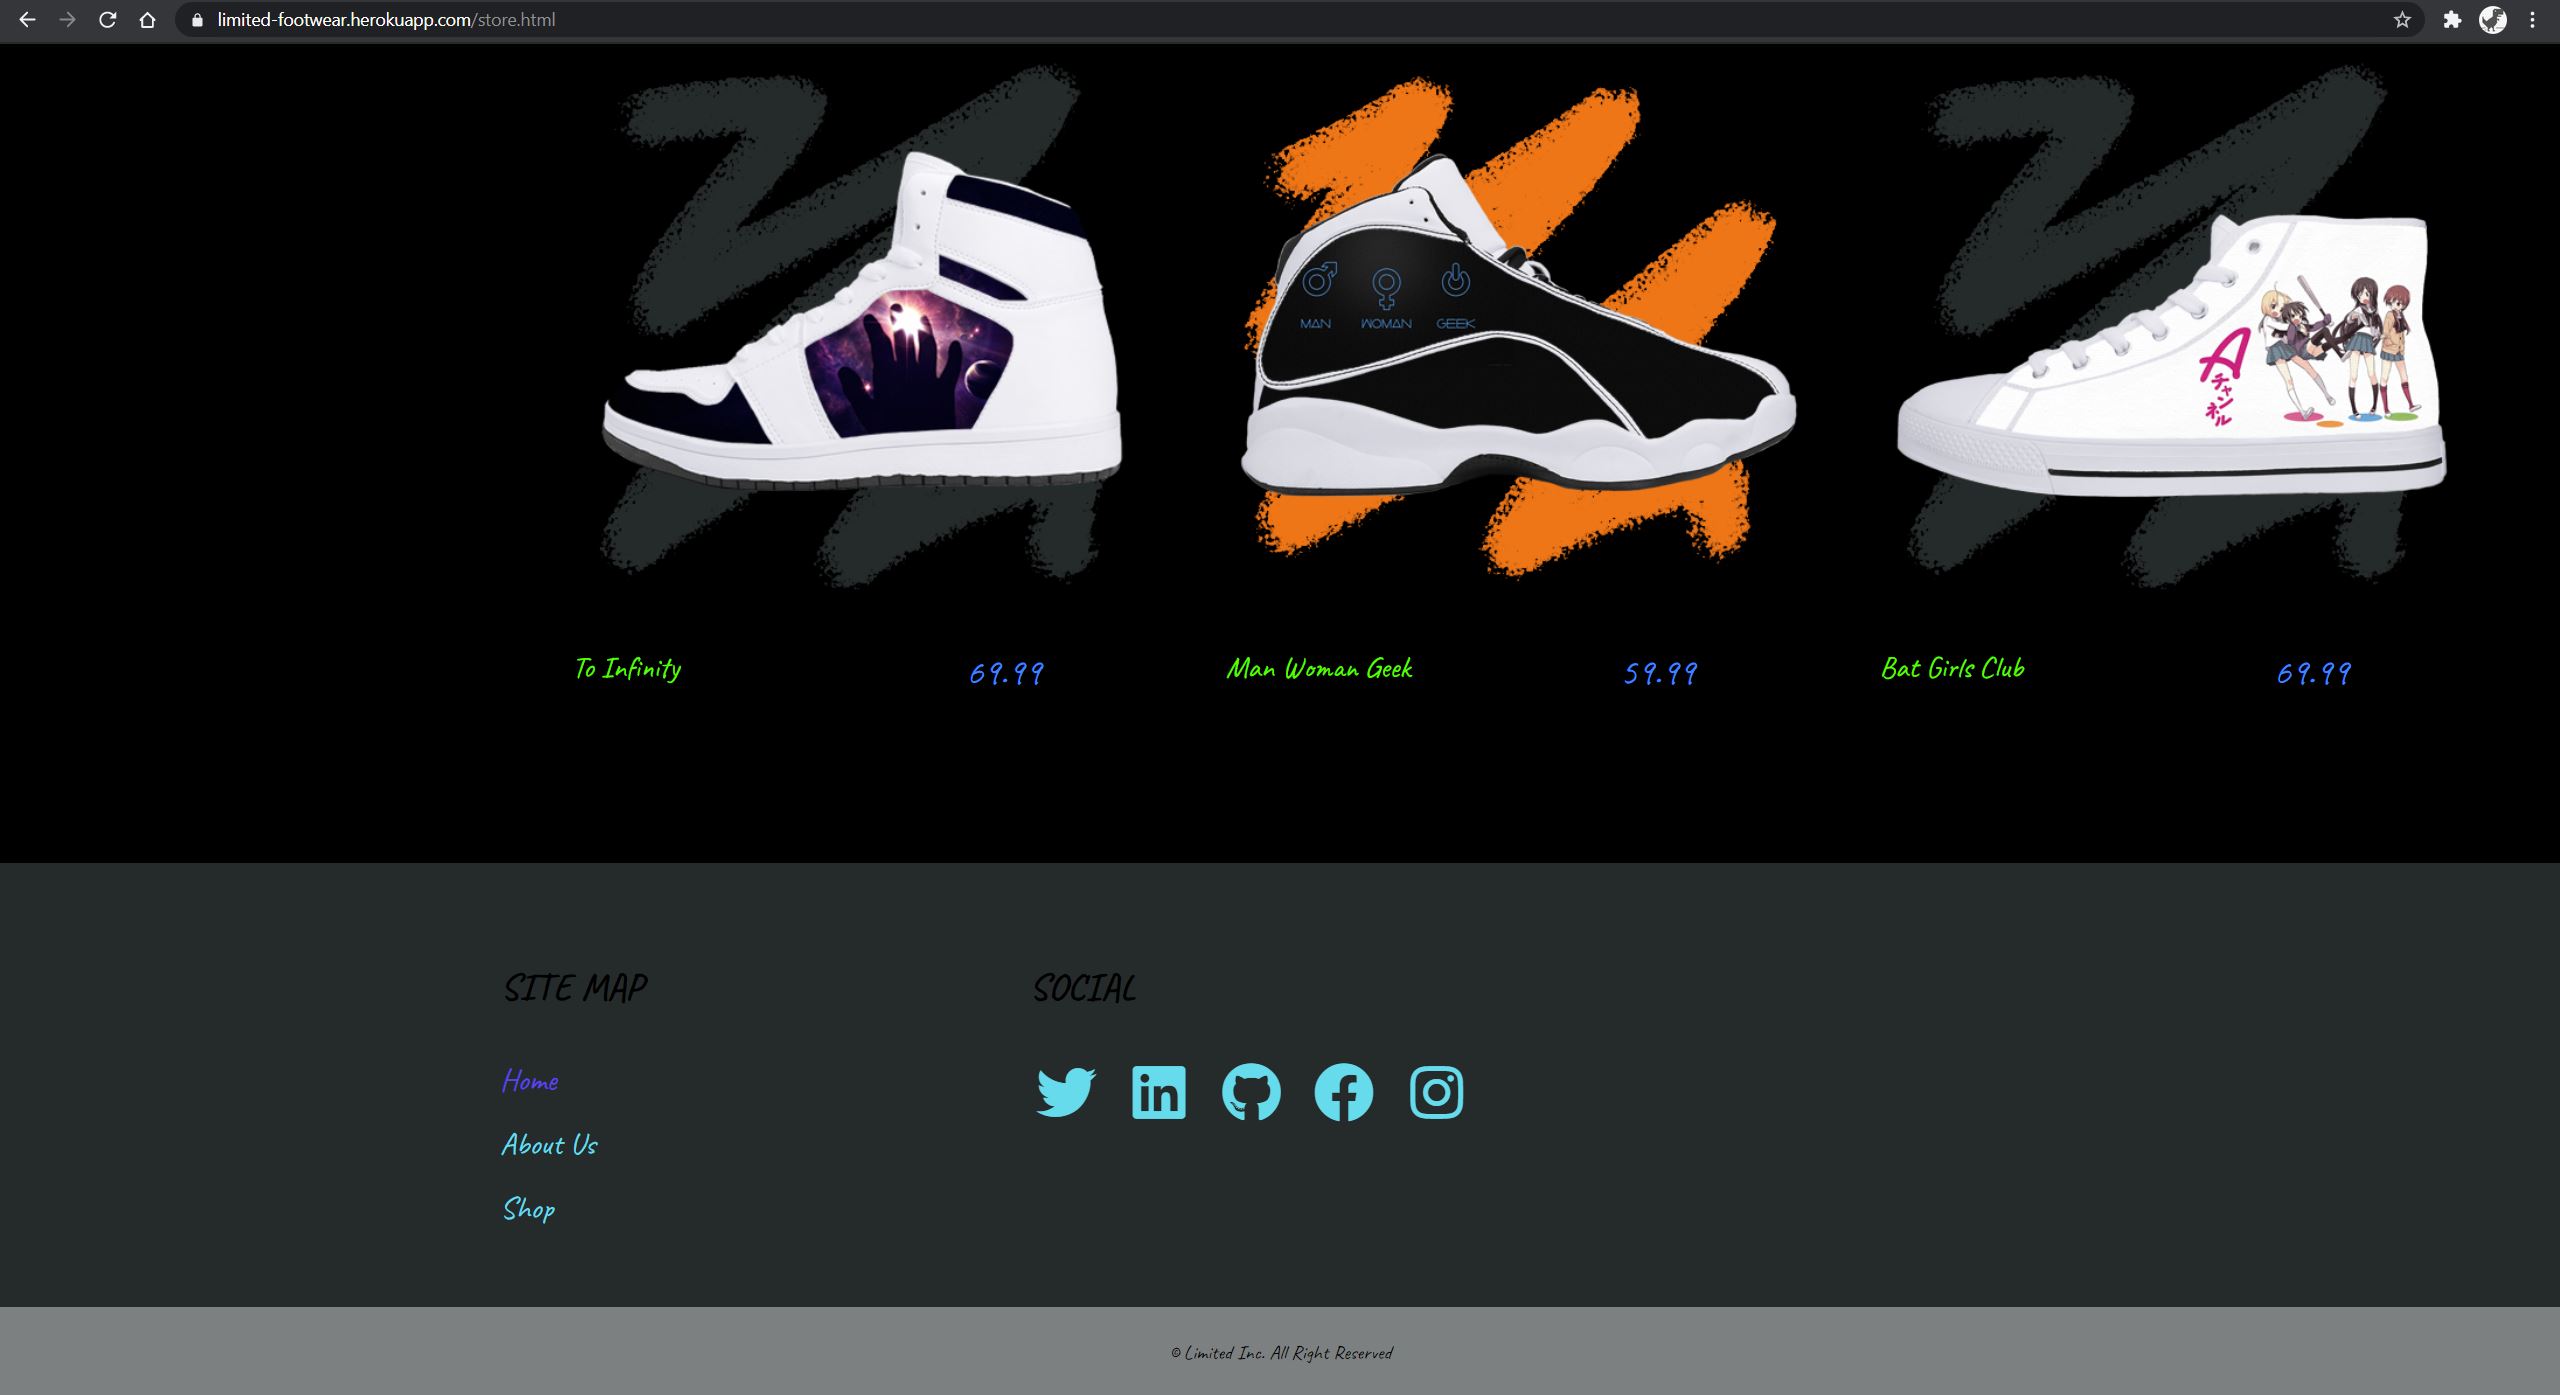 limited-footwear.herokuapp.com/store.html
MAN WOMAN GEEK
A
チャンネル
To Infinity 69.99
Man Woman Geek 59.99
Bat Girls Club 69.99
SITE MAP
SOCIAL
Home
in
About Us
Shop
© Limited Inc. All Right Reserved